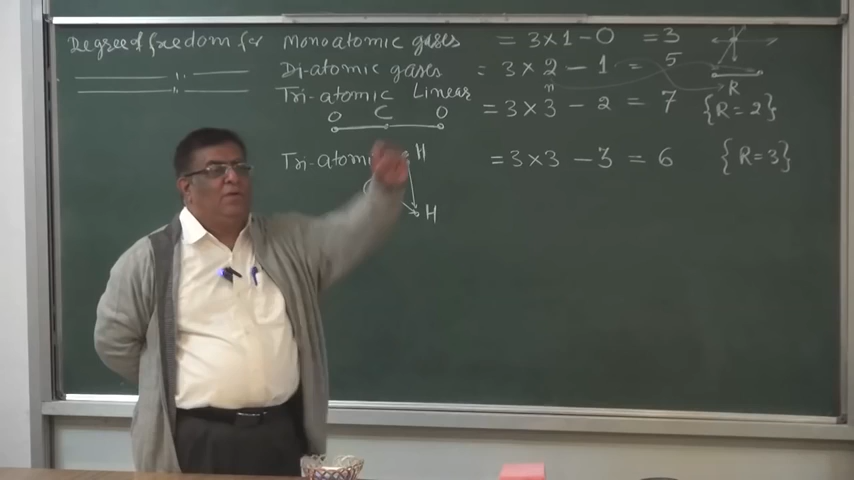 Degree of freedom for Monoatomic gases = 3×1-0 = 3
Di-atomic gases = 3×2-1 = 5
n
R
Tri-atomic Linear = 3×3-2 = 7 {R=2}
O C O
Tri-atomic H = 3×3-3 = 6 {R=3}
H